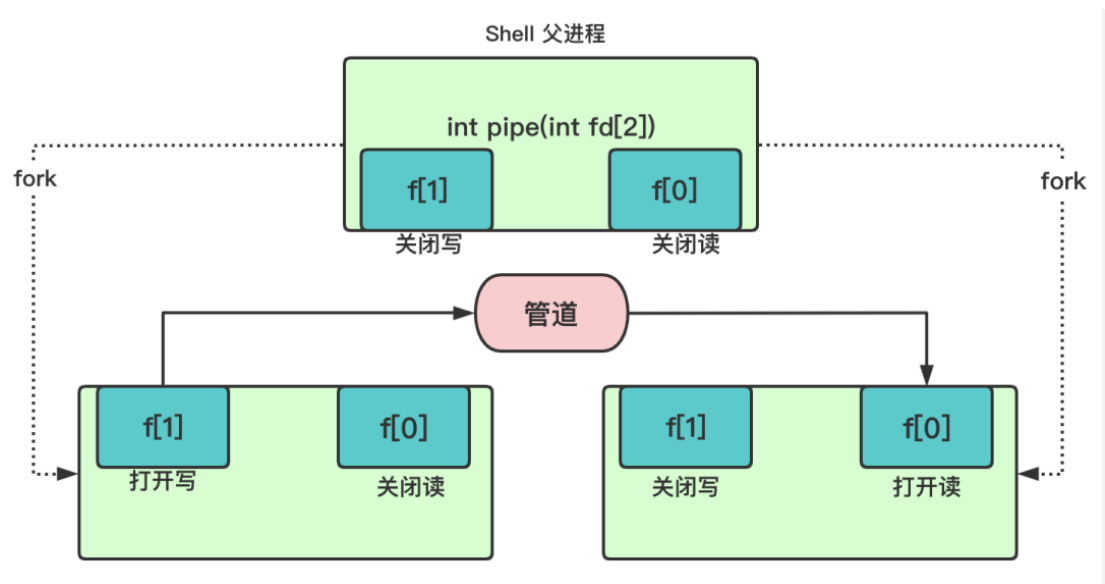 Shell 父进程
int pipe(int fd[2])
fork
f[1]
f[0]
fork
关闭写
关闭读
管道
f[1]
f[0]
f[1]
f[0]
打开写
关闭读
关闭写
打开读